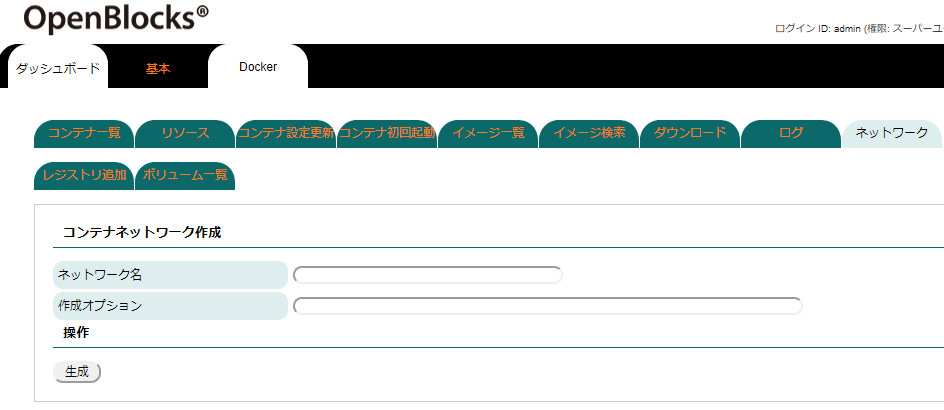 OpenBlocks®
ログイン ID: admin (権限: スーパーユー
ダッシュボード 基本 Docker
コンテナ一覧 リソース コンテナ設定更新 コンテナ初回起動 イメージ一覧 イメージ検索 ダウンロード ログ ネットワーク
レジストリ追加 ボリューム一覧
コンテナネットワーク作成
ネットワーク名
作成オプション
操作
生成